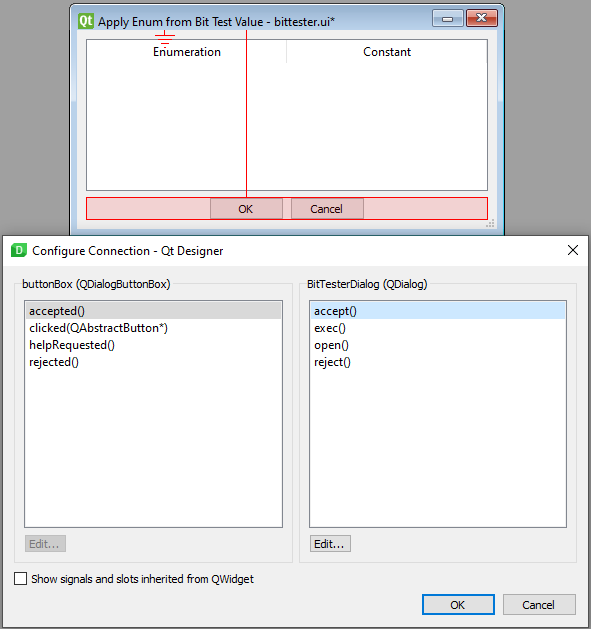 Qt Apply Enum from Bit Test Value - bittester.ui*
Enumeration Constant
OK Cancel
D Configure Connection - Qt Designer
buttonBox (QDialogButtonBox)
accepted()
clicked(QAbstractButton*)
helpRequested()
rejected()
Edit...
BitTesterDialog (QDialog)
accept()
exec()
open()
reject()
Edit...
Show signals and slots inherited from QWidget
OK Cancel